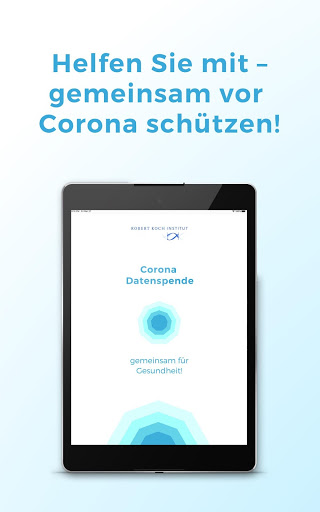 Helfen Sie mit –
gemeinsam vor
Corona schützen!
ROBERT KOCH INSTITUT
Corona
Datenspende
gemeinsam für
Gesundheit!